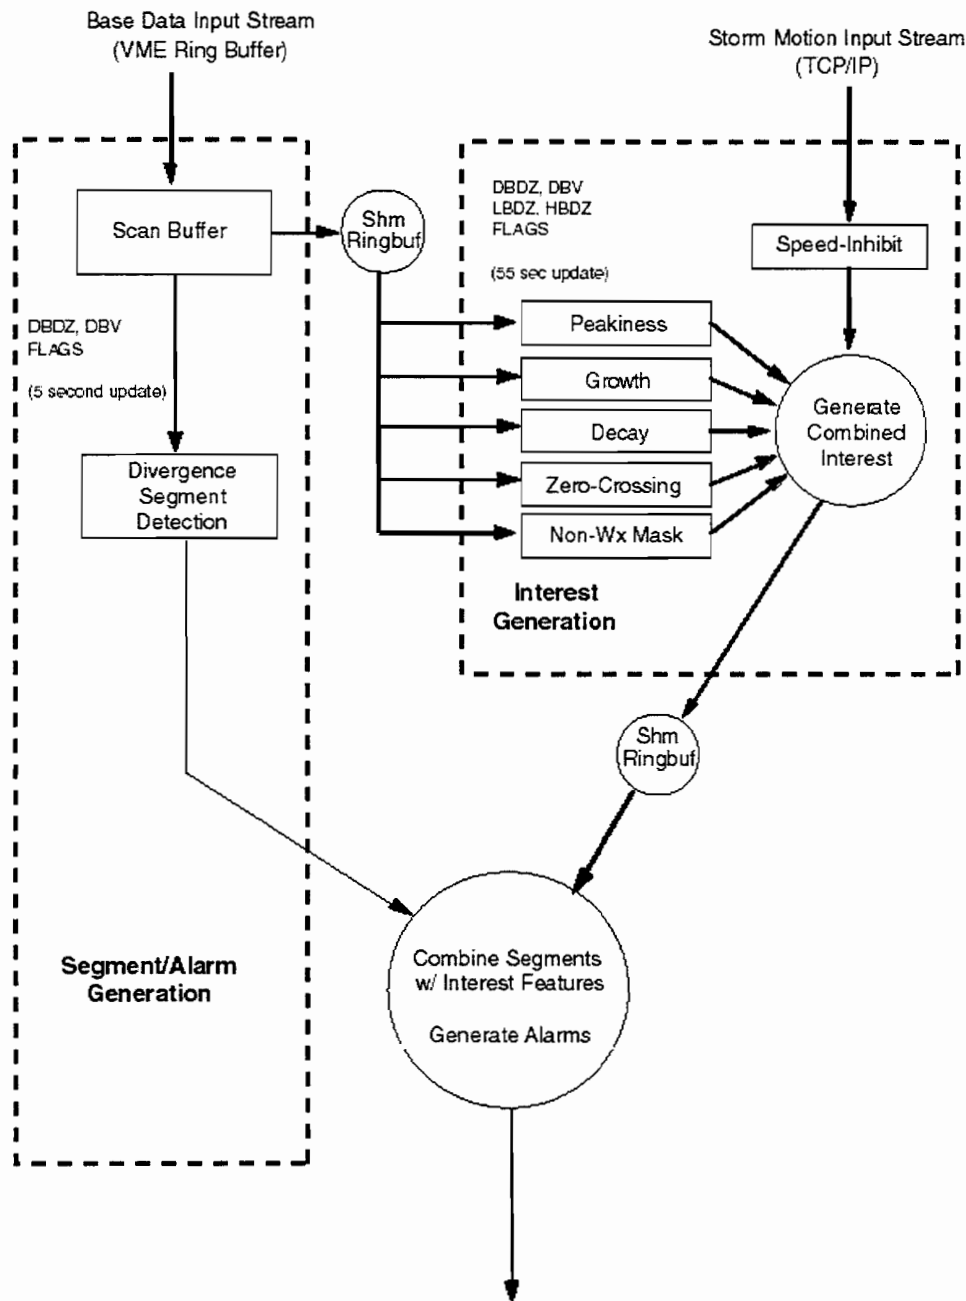 Base Data Input Stream
(VME Ring Buffer)
Storm Motion Input Stream
(TCP/IP)
Scan Buffer
Shm
Ringbuf
DBDZ, DBV
FLAGS
(5 second update)
Divergence
Segment
Detection
DBDZ, DBV
LBDZ, HBDZ
FLAGS
(55 sec update)
Speed-Inhibit
Peakiness
Growth
Decay
Zero-Crossing
Non-Wx Mask
Generate
Combined
Interest
Interest
Generation
Shm
Ringbuf
Segment/Alarm
Generation
Combine Segments
w/ Interest Features
Generate Alarms